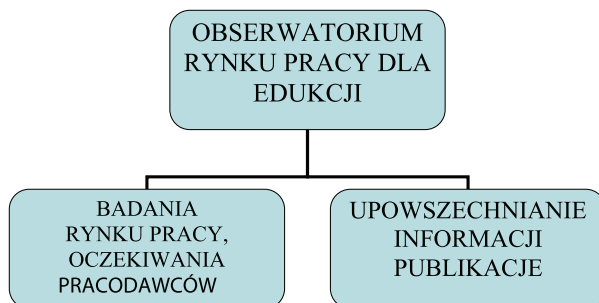 OBSERWATORIUM
RYNKU PRACY DLA
EDUKCJI
BADANIA
RYNKU PRACY,
OCZEKIWANIA
PRACODAWCÓW
UPOWSZECHNIANIE
INFORMACJI
PUBLIKACJE